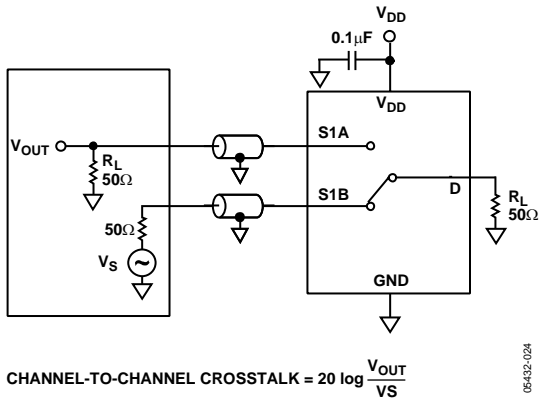 VDD
0.1μF
VDD
VOUT
S1A
RL
50Ω
S1B
D
RL
50Ω
50Ω
VS
GND
CHANNEL-TO-CHANNEL CROSSTALK = 20 log VOUT/VS
05432-024